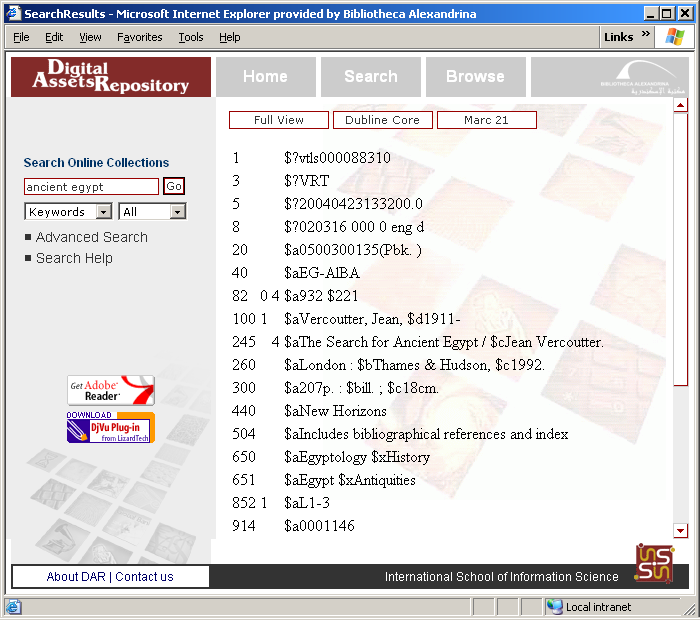 SearchResults - Microsoft Internet Explorer provided by Bibliotheca Alexandrina
File Edit View Favorites Tools Help Links »
Digital
AssetsRepository
Home Search Browse
BIBLIOTHECA ALEXANDRINA
مكتبة الإسكندرية
Full View Dubline Core Marc 21
Search Online Collections
ancient egypt Go
Keywords All
Advanced Search
Search Help
Get Adobe®
Reader®
DOWNLOAD
DjVu Plug-in
from LizardTech
1 $?vtls000088310
3 $?VRT
5 $?20040423133200.0
8 $?020316 000 0 eng d
20 $a0500300135(Pbk. )
40 $aEG-AlBA
82 0 4 $a932 $221
100 1 $aVercoutter, Jean, $d1911-
245 4 $aThe Search for Ancient Egypt / $cJean Vercoutter.
260 $aLondon : $bThames & Hudson, $c1992.
300 $a207p. : $bill. ; $c18cm.
440 $aNew Horizons
504 $aIncludes bibliographical references and index
650 $aEgyptology $xHistory
651 $aEgypt $xAntiquities
852 1 $aL1-3
914 $a0001146
About DAR | Contact us
International School of Information Science
Local intranet